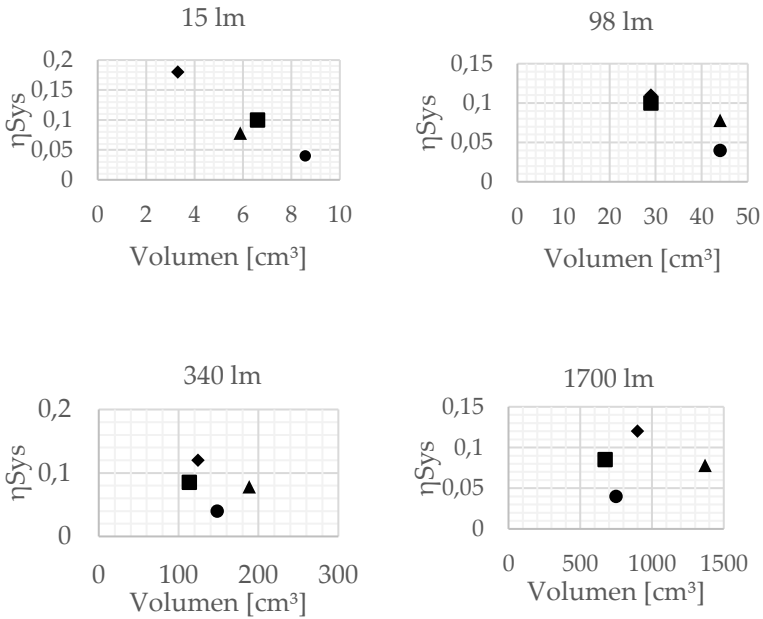 15 lm
ηSys
0,2
0,15
0,1
0,05
0
0 2 4 6 8 10
Volumen [cm³]
98 lm
ηSys
0,15
0,1
0,05
0
0 10 20 30 40 50
Volumen [cm³]
340 lm
ηSys
0,2
0,1
0
0 100 200 300
Volumen [cm³]
1700 lm
ηSys
0,15
0,1
0,05
0
0 500 1000 1500
Volumen [cm³]